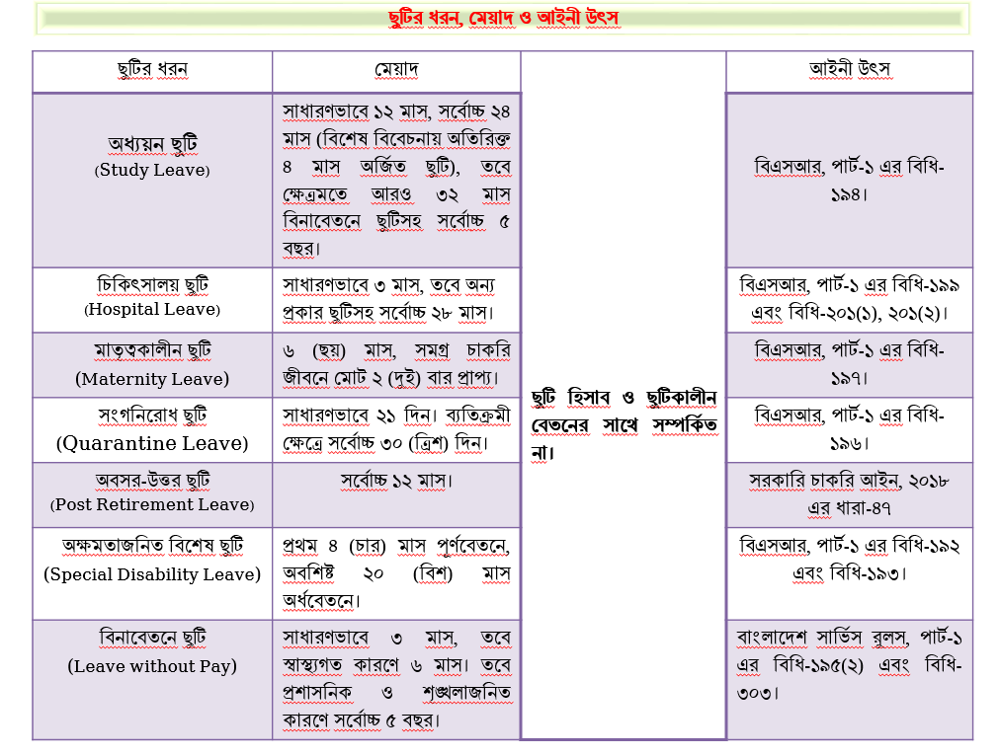 ছুটির ধরন, মেয়াদ ও আইনী উৎস
ছুটির ধরন
মেয়াদ
আইনী উৎস
অধ্যয়ন ছুটি
(Study Leave)
সাধারণভাবে ১২ মাস, সর্বোচ্চ ২৪
মাস (বিশেষ বিবেচনায় অতিরিক্ত
৪ মাস অর্জিত ছুটি), তবে
ক্ষেত্রমতে আরও ৩২ মাস
বিনাবেতনে ছুটিসহ সর্বোচ্চ ৫
বছর।
ছুটি হিসাব ও ছুটিকালীন
বেতনের সাথে সম্পর্কিত
না।
বিএসআর, পার্ট-১ এর বিধি-
১৯৪।
চিকিৎসালয় ছুটি
(Hospital Leave)
সাধারণভাবে ৩ মাস, তবে অন্য
প্রকার ছুটিসহ সর্বোচ্চ ২৮ মাস।
বিএসআর, পার্ট-১ এর বিধি-১৯৯
এবং বিধি-২০১(১), ২০১(২)।
মাতৃত্বকালীন ছুটি
(Maternity Leave)
৬ (ছয়) মাস, সমগ্র চাকরি
জীবনে মোট ২ (দুই) বার প্রাপ্য।
বিএসআর, পার্ট-১ এর বিধি-
১৯৭।
সংগনিরোধ ছুটি
(Quarantine Leave)
সাধারণভাবে ২১ দিন। ব্যতিক্রমী
ক্ষেত্রে সর্বোচ্চ ৩০ (ত্রিশ) দিন।
বিএসআর, পার্ট-১ এর বিধি-
১৯৬।
অবসর-উত্তর ছুটি
(Post Retirement Leave)
সর্বোচ্চ ১২ মাস।
সরকারি চাকরি আইন, ২০১৮
এর ধারা-৪৭
অক্ষমতাজনিত বিশেষ ছুটি
(Special Disability Leave)
প্রথম ৪ (চার) মাস পূর্ণবেতনে,
অবশিষ্ট ২০ (বিশ) মাস
অর্ধবেতনে।
বিএসআর, পার্ট-১ এর বিধি-১৯২
এবং বিধি-১৯৩।
বিনাবেতনে ছুটি
(Leave without Pay)
সাধারণভাবে ৩ মাস, তবে
স্বাস্থ্যগত কারণে ৬ মাস। তবে
প্রশাসনিক ও শৃঙ্খলাজনিত
কারণে সর্বোচ্চ ৫ বছর।
বাংলাদেশ সার্ভিস রুলস, পার্ট-১
এর বিধি-১৯৫(২) এবং বিধি-
৩০৩।